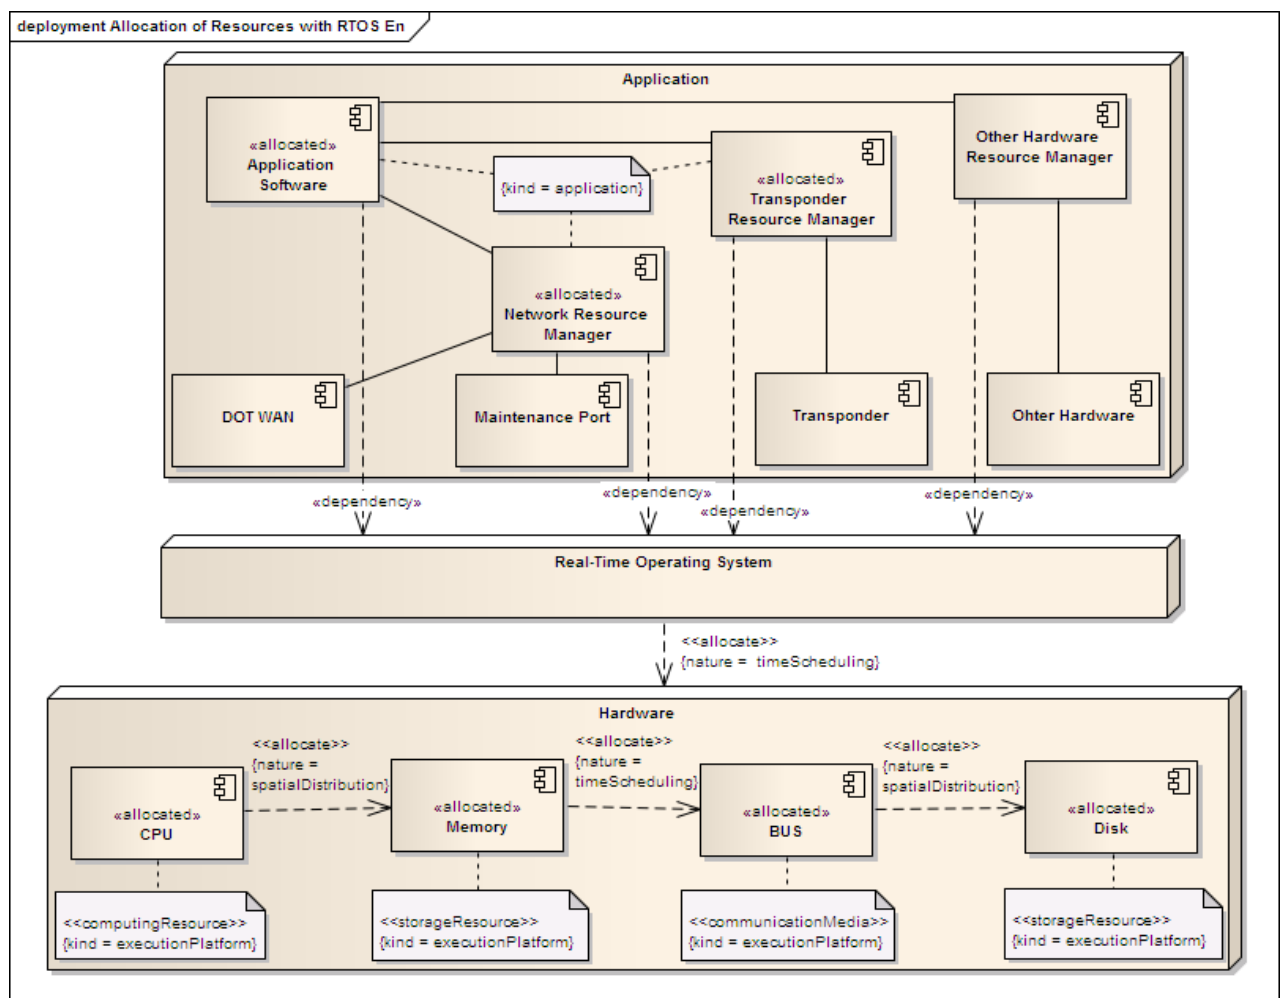 deployment Allocation of Resources with RTOS En
Application
«allocated»
Application
Software
{kind = application}
«allocated»
Transponder
Resource Manager
Other Hardware
Resource Manager
«allocated»
Network Resource
Manager
DOT WAN
Maintenance Port
Transponder
Ohter Hardware
«dependency»
«dependency»
«dependency»
«dependency»
Real-Time Operating System
<<allocate>>
{nature = timeScheduling}
Hardware
<<allocate>>
{nature =
spatialDistribution}
<<allocate>>
{nature =
timeScheduling}
<<allocate>>
{nature =
spatialDistribution}
«allocated»
CPU
«allocated»
Memory
«allocated»
BUS
«allocated»
Disk
<<computingResource>>
{kind = executionPlatform}
<<storageResource>>
{kind = executionPlatform}
<<communicationMedia>>
{kind = executionPlatform}
<<storageResource>>
{kind = executionPlatform}